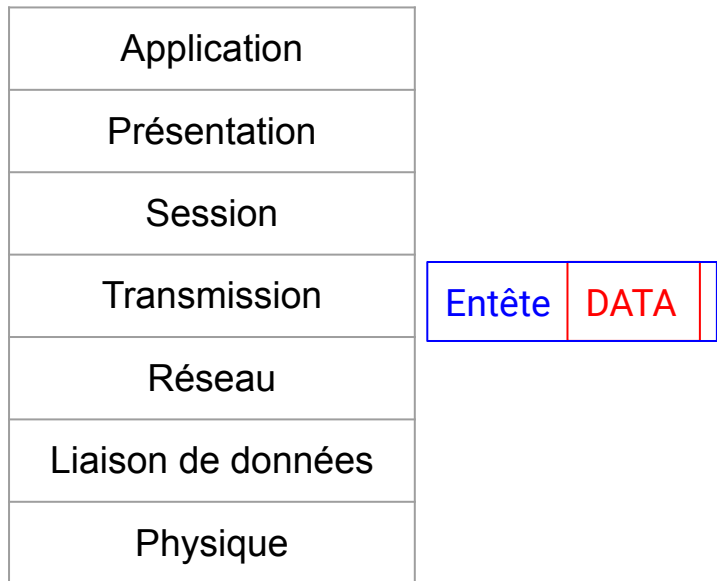 Application
Présentation
Session
Transmission
Entête DATA
Réseau
Liaison de données
Physique